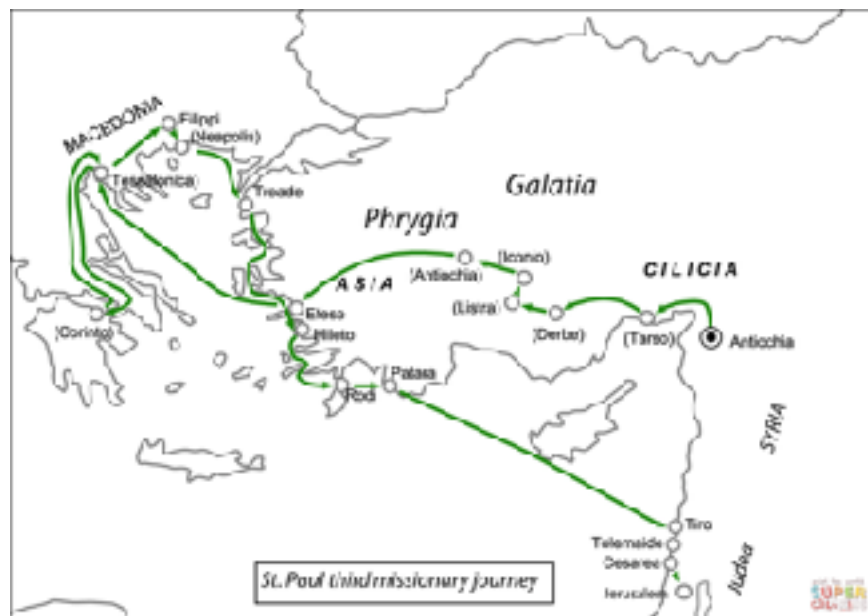 MACEDONIA
Filippi
(Neapolis)
Tessalonica)
Troade
Galatia
Phrygia
(Iconio)
(Antiochia)
ASIA
CILICIA
(Listra)
Efeso
Mileto
(Corinto)
(Derbe)
(Tarso)
Antiochia
Patara
Rodi
SYRIA
Tiro
Tolemaide
Cesarea
Ierusalem
Judea
St. Paul third missionary journey
SUPER